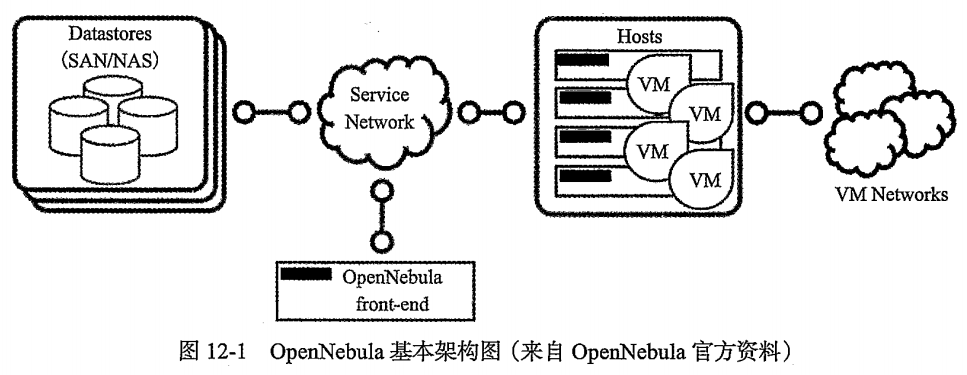 Datastores
(SAN/NAS)
Service
Network
Hosts
VM
VM
VM
VM
VM Networks
OpenNebula
front-end
图 12-1 OpenNebula 基本架构图（来自 OpenNebula 官方资料）